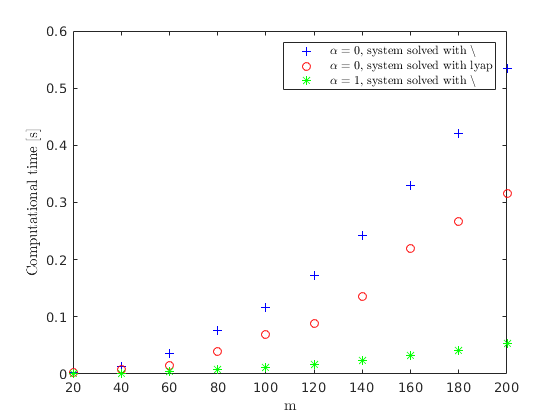 0.6
0.5
0.4
0.3
0.2
0.1
0
Computational time [s]
α = 0, system solved with \
α = 0, system solved with lyap
α = 1, system solved with \
20 40 60 80 100 120 140 160 180 200
m